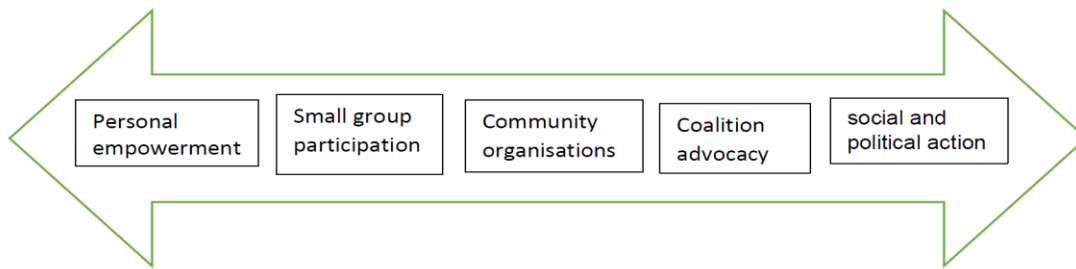 Personal
empowerment
Small group
participation
Community
organisations
Coalition
advocacy
social and
political action